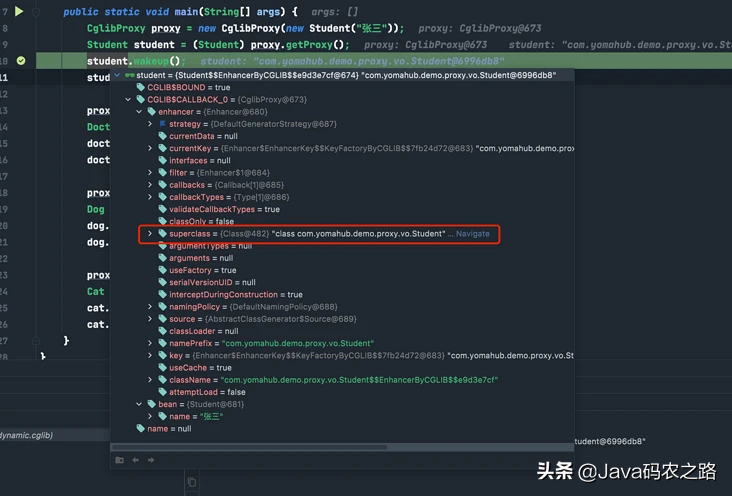 7 public static void main(String[] args) { args: []
8 CglibProxy proxy = new CglibProxy(new Student("张三")); proxy: CglibProxy@673
9 Student student = (Student) proxy.getProxy(); proxy: CglibProxy@673 student: "com.yomahub.demo.proxy.vo.St
10 student.wakeup(); student: "com.yomahub.demo.proxy.vo.Student@6996db8"
11 stud
student = {Student$$EnhancerByCGLIB$$e9d3e7cf@674} "com.yomahub.demo.proxy.vo.Student@6996db8"
12
CGLIB$BOUND = true
CGLIB$CALLBACK_0 = {CglibProxy@673}
13 prox
enhancer = {Enhancer@680}
14 Doct
strategy = {DefaultGeneratorStrategy@687}
15 doct
currentData = null
currentKey = {Enhancer$EnhancerKey$$KeyFactoryByCGLIB$$7fb24d72@683} "com.yomahub.demo.prox
16 doct
interfaces = null
17
filter = {Enhancer$1@684}
callbacks = {Callback[1]@685}
18 prox
callbackTypes = {Type[1]@686}
19 Dog
validateCallbackTypes = true
20 dog.
classOnly = false
superclass = {Class@482} "class com.yomahub.demo.proxy.vo.Student" ... Navigate
21 dog.
argumentTypes = null
22
arguments = null
23 prox
useFactory = true
serialVersionUID = null
24 Cat
interceptDuringConstruction = true
25 cat.
namingPolicy = {DefaultNamingPolicy@688}
source = {AbstractClassGenerator$Source@689}
26 cat.
classLoader = null
27 }
namePrefix = "com.yomahub.demo.proxy.vo.Student"
28 }
key = {Enhancer$EnhancerKey$$KeyFactoryByCGLIB$$7fb24d72@683} "com.yomahub.demo.proxy.vo.St
useCache = true
className = "com.yomahub.demo.proxy.vo.Student$$EnhancerByCGLIB$$e9d3e7cf"
attemptLoad = false
bean = {Student@681}
name = "张三"
name = null
dynamic.cglib)
tudent@6996db8"
头条 @Java码农之路